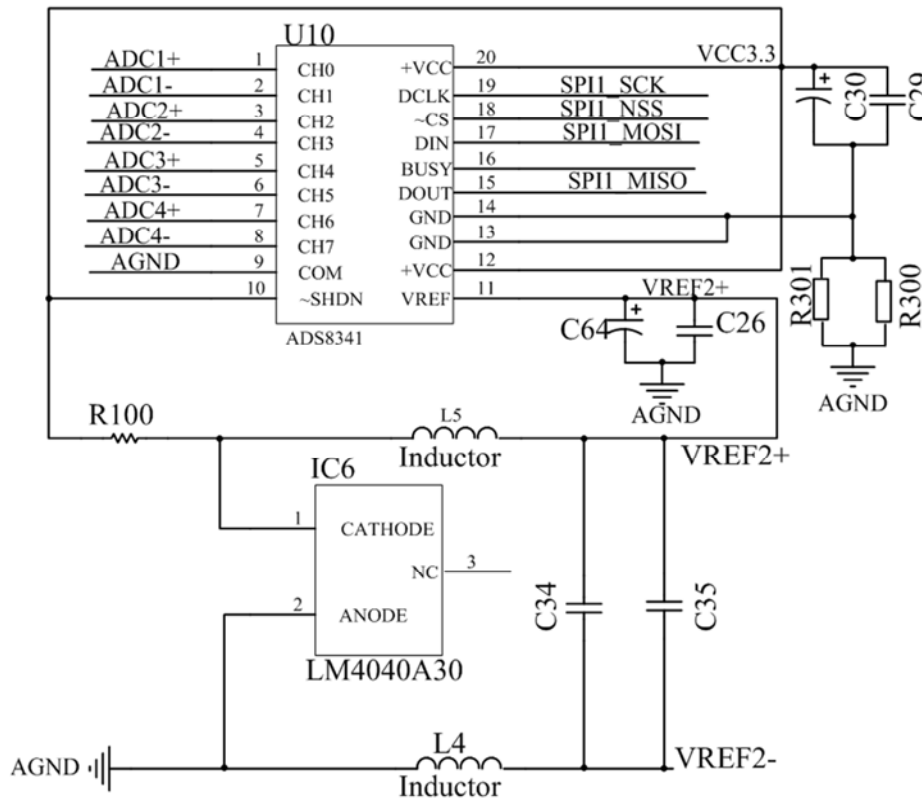 U10
ADC1+ 1 CH0 +VCC 20 VCC3.3
ADC1- 2 CH1 DCLK 19 SPI1_SCK
ADC2+ 3 CH2 ~CS 18 SPI1_NSS
ADC2- 4 CH3 DIN 17 SPI1_MOSI
ADC3+ 5 CH4 BUSY 16
ADC3- 6 CH5 DOUT 15 SPI1_MISO
ADC4+ 7 CH6 GND 14
ADC4- 8 CH7 GND 13
AGND 9 COM +VCC 12
10 ~SHDN VREF 11 VREF2+
ADS8341
+ C30 C29
R301 R300
AGND
+ C64 C26
AGND
R100
L5
Inductor
VREF2+
IC6
1 CATHODE
NC 3
2 ANODE
LM4040A30
C34 C35
AGND
L4
Inductor
VREF2-